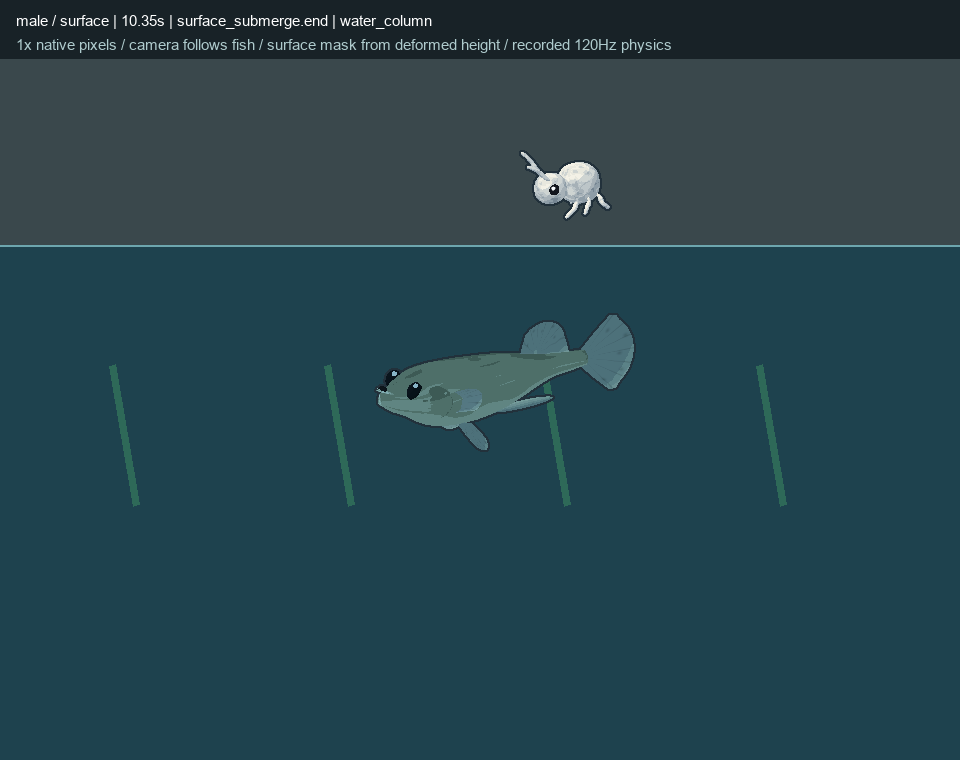 male / surface | 10.35s | surface_submerge.end | water_column
1x native pixels / camera follows fish / surface mask from deformed height / recorded 120Hz physics